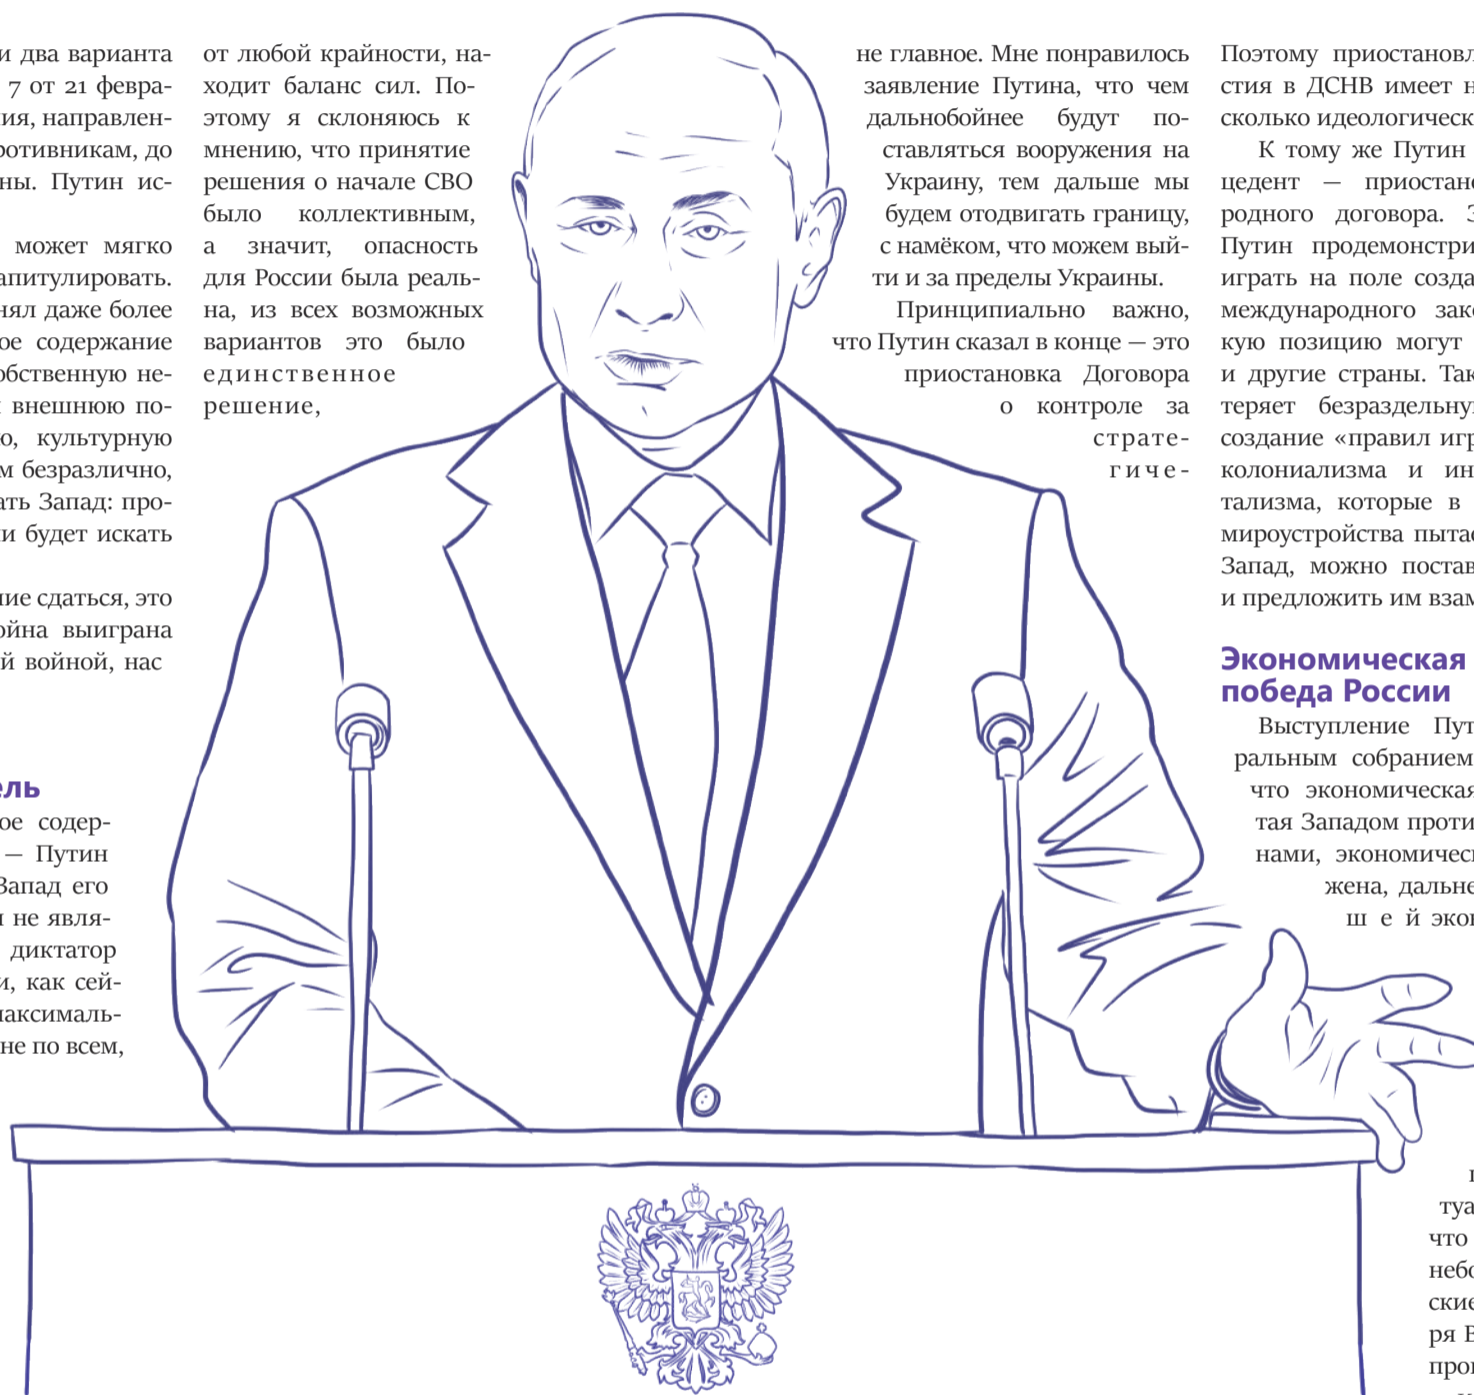 и два варианта
7 от 21 февра-
ия, направлен-
ротивникам, до
ны. Путин ис-
может мягко
апитулировать.
нял даже более
ое содержание
обственную не-
внешнюю по-
ю, культурную
м безразлично,
ать Запад: про-
и будет искать
ние сдаться, это
ойна выиграна
й войной, нас
ель
ое содер-
— Путин
Запад его
и не явля-
диктатор
и, как сей-
максималь-
не по всем,
от любой крайности, на-
ходит баланс сил. По-
этому я склоняюсь к
мнению, что принятие
решения о начале СВО
было коллективным,
а значит, опасность
для России была реаль-
на, из всех возможных
вариантов это было
единственное
решение,
не главное. Мне понравилось
заявление Путина, что чем
дальнобойнее будут по-
ставляться вооружения на
Украину, тем дальше мы
будем отодвигать границу,
с намёком, что можем вый-
ти и за пределы Украины.
Принципиально важно,
что Путин сказал в конце — это
приостановка Договора
о контроле за
страте-
гиче-
Поэтому приостановл
стия в ДСНВ имеет н
сколько идеологическ
К тому же Путин
цедент — приостано
родного договора. З
Путин продемонстри
играть на поле созда
международного зако
кую позицию могут
и другие страны. Так
теряет безраздельну
создание «правил игр
колониализма и ин
тализма, которые в
мироустройства пытае
Запад, можно постав
и предложить им взам
Экономическая
победа России
Выступление Пут
ральным собранием
что экономическая
тая Западом проти
нами, экономичес
жена, дальне
шей экон
туа
что
небо
ские
ря В
прои